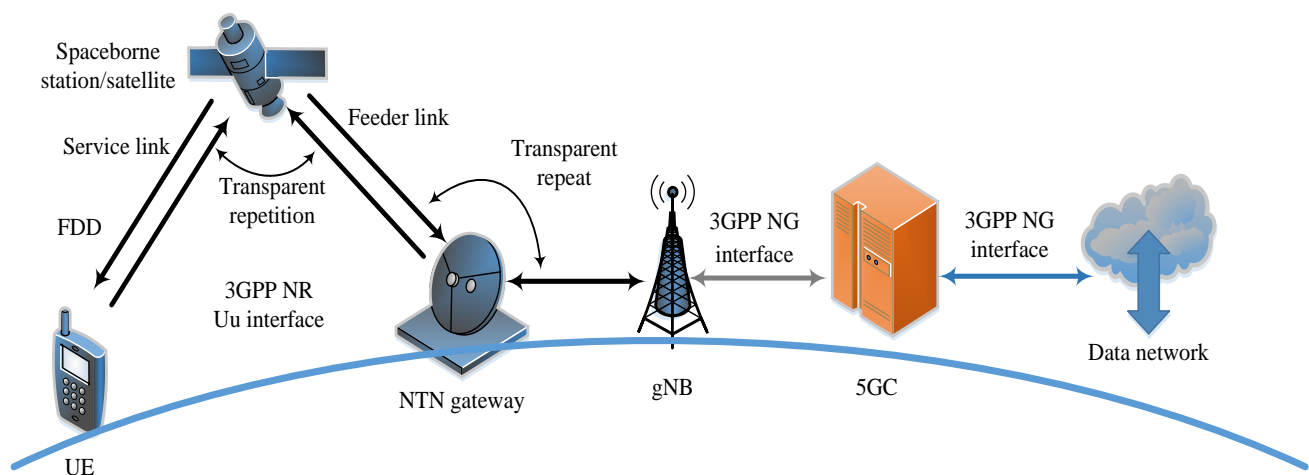 Spaceborne
station/satellite
Service link
FDD
Transparent
repetition
Feeder link
Transparent
repeat
3GPP NR
Uu interface
3GPP NG
interface
3GPP NG
interface
UE
NTN gateway
gNB
5GC
Data network